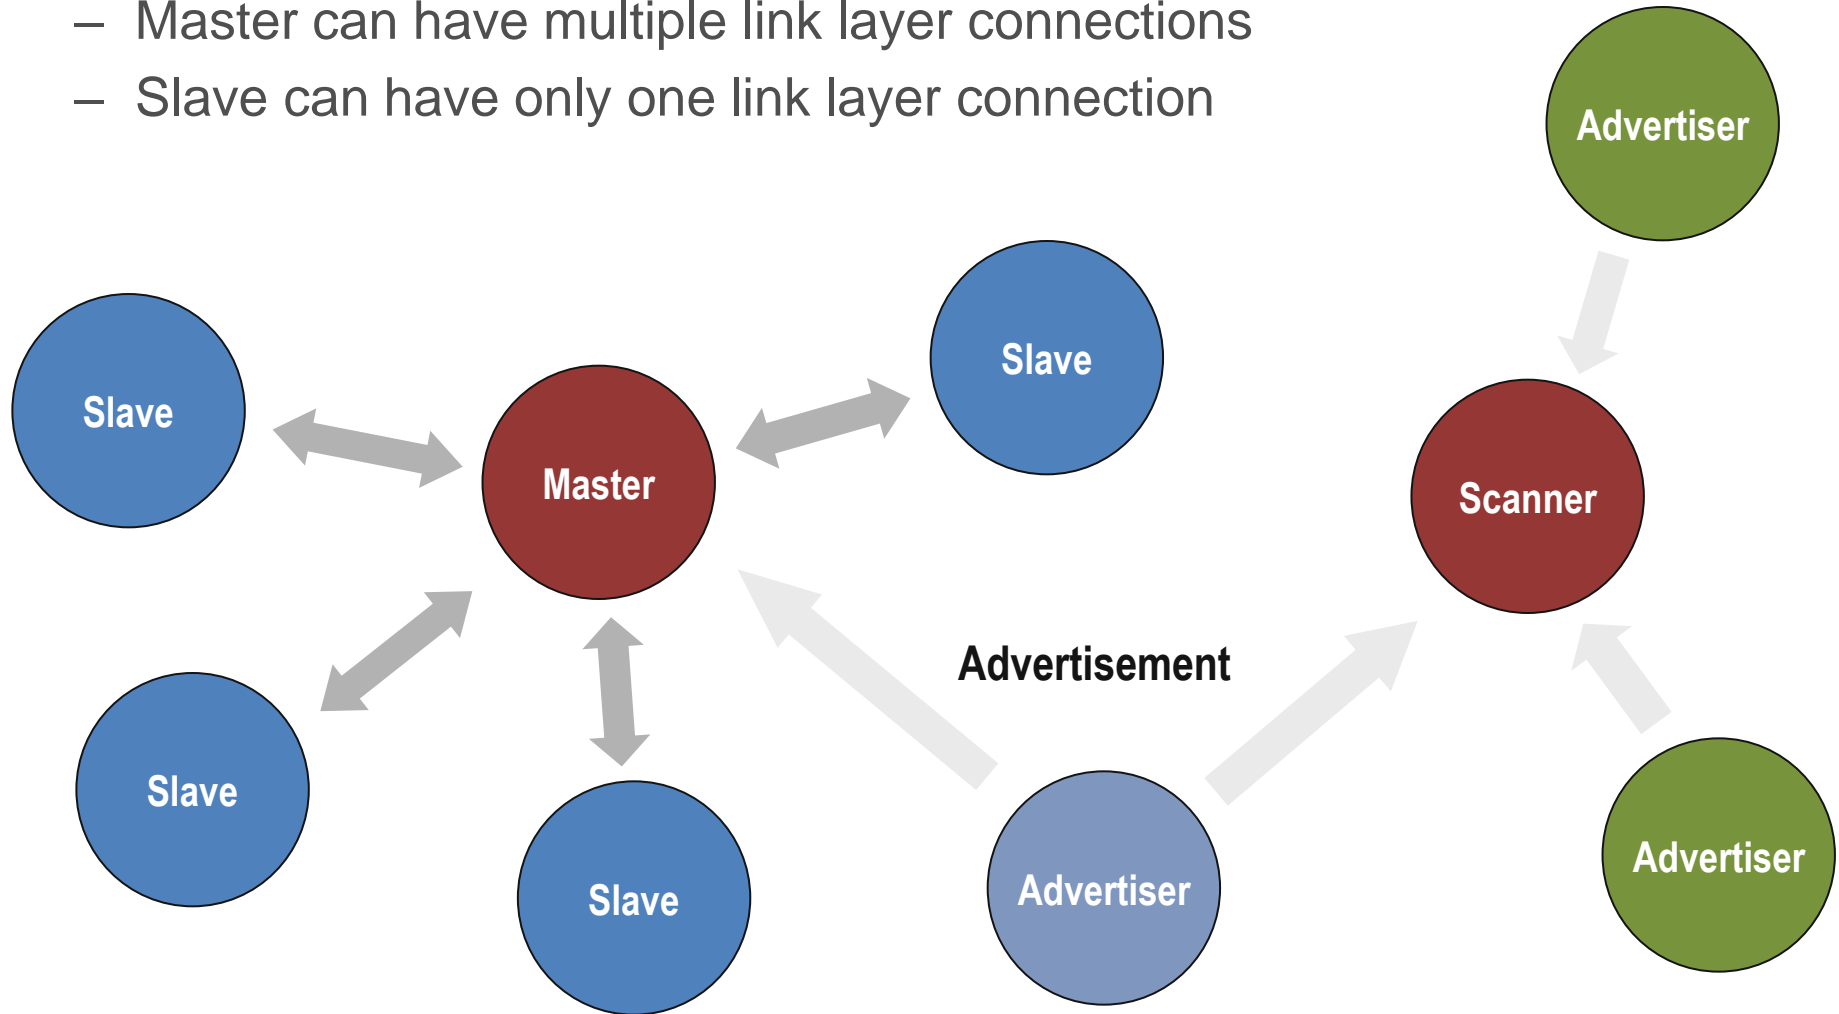 – Master can have multiple link layer connections
– Slave can have only one link layer connection
Advertiser
Slave
Slave
Master
Scanner
Advertisement
Slave
Slave
Advertiser
Advertiser